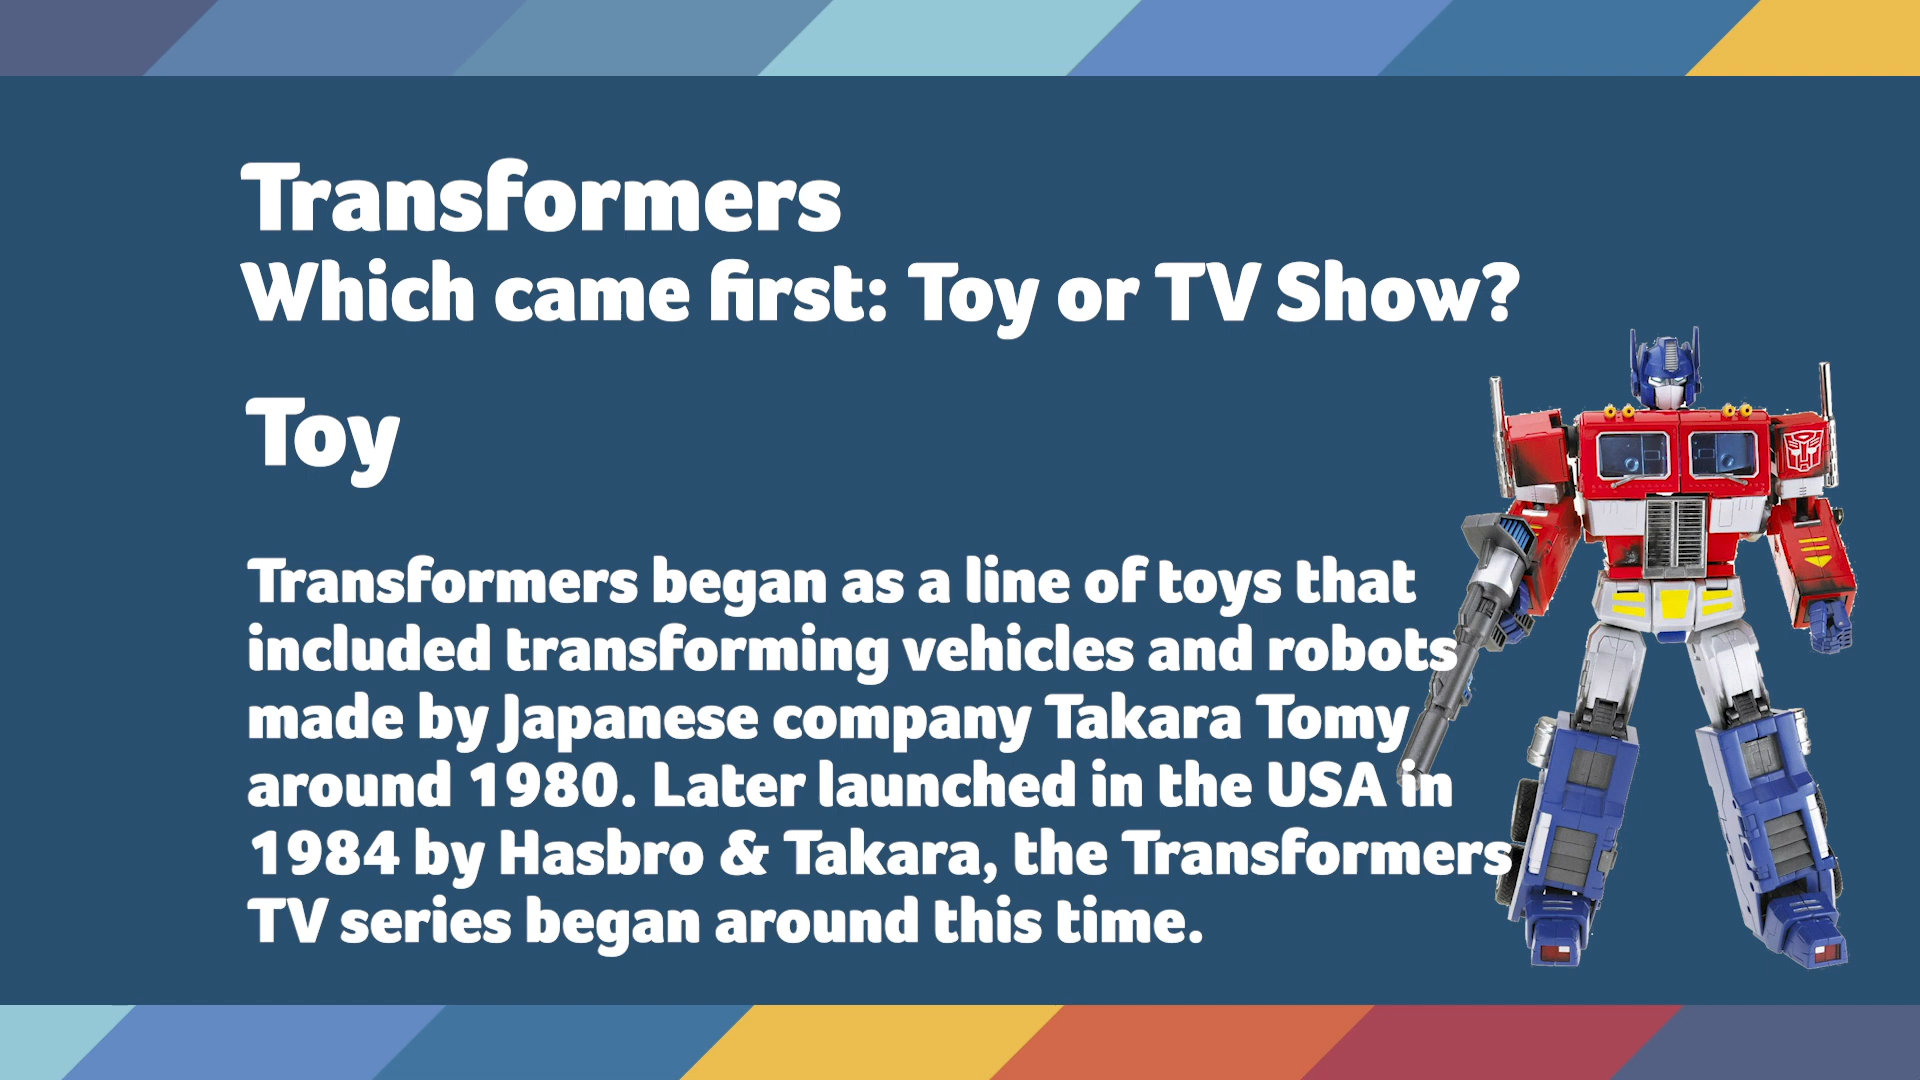 Transformers
Which came first: Toy or TV Show?
Toy
Transformers began as a line of toys that
included transforming vehicles and robots
made by Japanese company Takara Tomy
around 1980. Later launched in the USA in
1984 by Hasbro & Takara, the Transformers
TV series began around this time.